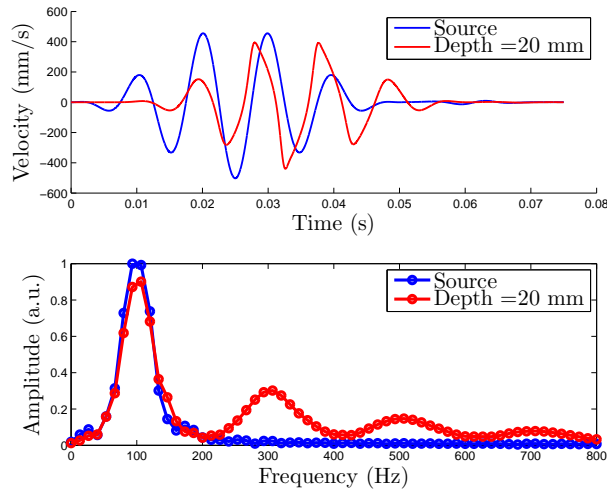 600
400
200
0
−200
−400
−600
Velocity (mm/s)
Source
Depth =20 mm
0 0.01 0.02 0.03 0.04 0.05 0.06 0.07 0.08
Time (s)
1
0.8
0.6
0.4
0.2
0
Amplitude (a.u.)
Source
Depth =20 mm
0 100 200 300 400 500 600 700 800
Frequency (Hz)